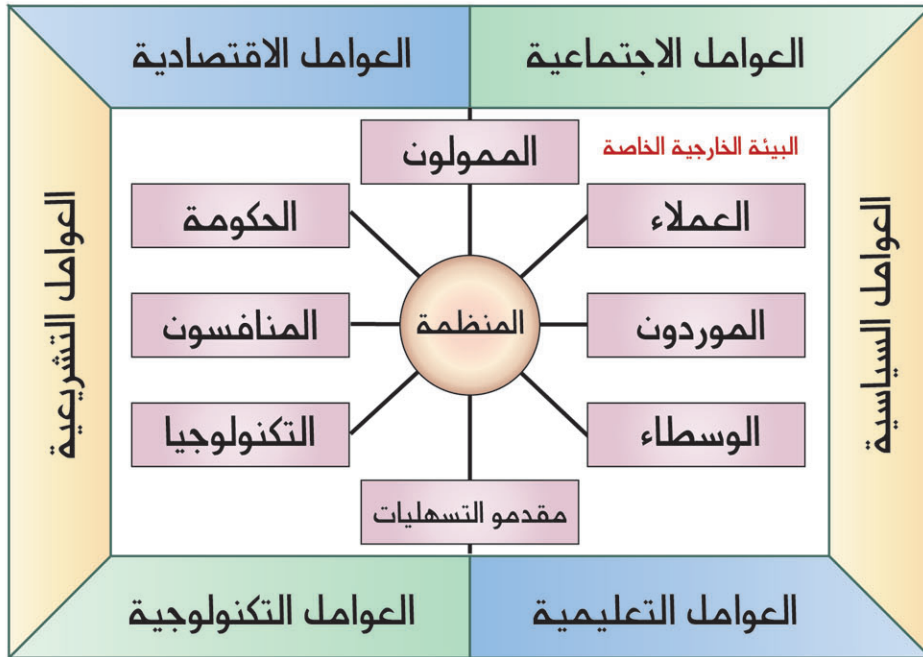 العوامل الاجتماعية
العوامل الاقتصادية
البيئة الخارجية الخاصة
الممولون
العملاء
الحكومة
العوامل السياسية
المنظمة
الموردون
المنافسون
العوامل التشريعية
الوسطاء
التكنولوجيا
مقدمو التسهليات
العوامل التعليمية
العوامل التكنولوجية